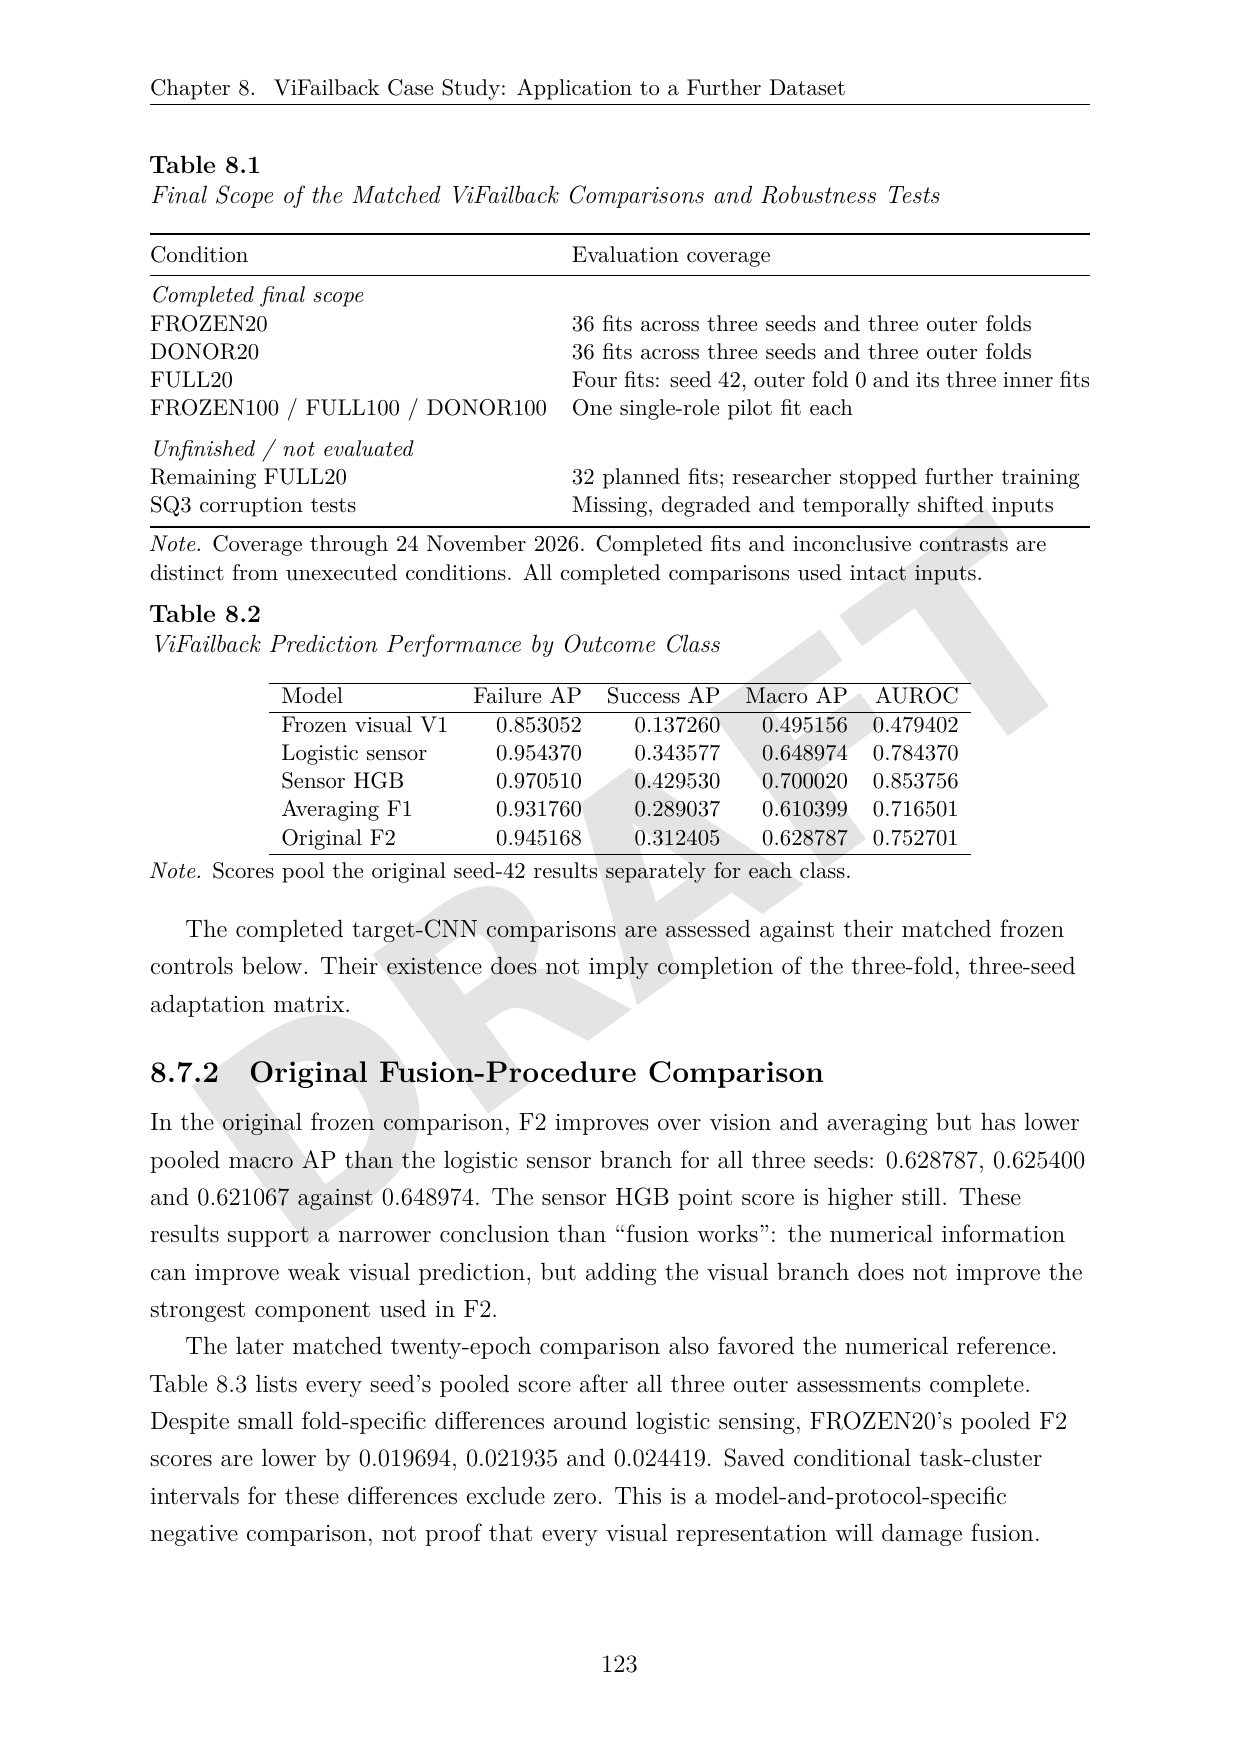 Chapter 8. ViFailback Case Study: Application to a Further Dataset
Table 8.1
Final Scope of the Matched ViFailback Comparisons and Robustness Tests
Condition Evaluation coverage
Completed final scope
FROZEN20 36 fits across three seeds and three outer folds
DONOR20 36 fits across three seeds and three outer folds
FULL20 Four fits: seed 42, outer fold 0 and its three inner fits
FROZEN100 / FULL100 / DONOR100 One single-role pilot fit each
Unfinished / not evaluated
Remaining FULL20 32 planned fits; researcher stopped further training
SQ3 corruption tests Missing, degraded and temporally shifted inputs
Note. Coverage through 24 November 2026. Completed fits and inconclusive contrasts are
distinct from unexecuted conditions. All completed comparisons used intact inputs.
Table 8.2
ViFailback Prediction Performance by Outcome Class
Model Failure AP Success AP Macro AP AUROC
Frozen visual V1 0.853052 0.137260 0.495156 0.479402
Logistic sensor 0.954370 0.343577 0.648974 0.784370
Sensor HGB 0.970510 0.429530 0.700020 0.853756
Averaging F1 0.931760 0.289037 0.610399 0.716501
Original F2 0.945168 0.312405 0.628787 0.752701
Note. Scores pool the original seed-42 results separately for each class.
The completed target-CNN comparisons are assessed against their matched frozen
controls below. Their existence does not imply completion of the three-fold, three-seed
adaptation matrix.
8.7.2 Original Fusion-Procedure Comparison
In the original frozen comparison, F2 improves over vision and averaging but has lower
pooled macro AP than the logistic sensor branch for all three seeds: 0.628787, 0.625400
and 0.621067 against 0.648974. The sensor HGB point score is higher still. These
results support a narrower conclusion than “fusion works”: the numerical information
can improve weak visual prediction, but adding the visual branch does not improve the
strongest component used in F2.
The later matched twenty-epoch comparison also favored the numerical reference.
Table 8.3 lists every seed’s pooled score after all three outer assessments complete.
Despite small fold-specific differences around logistic sensing, FROZEN20’s pooled F2
scores are lower by 0.019694, 0.021935 and 0.024419. Saved conditional task-cluster
intervals for these differences exclude zero. This is a model-and-protocol-specific
negative comparison, not proof that every visual representation will damage fusion.
123
DRAFT